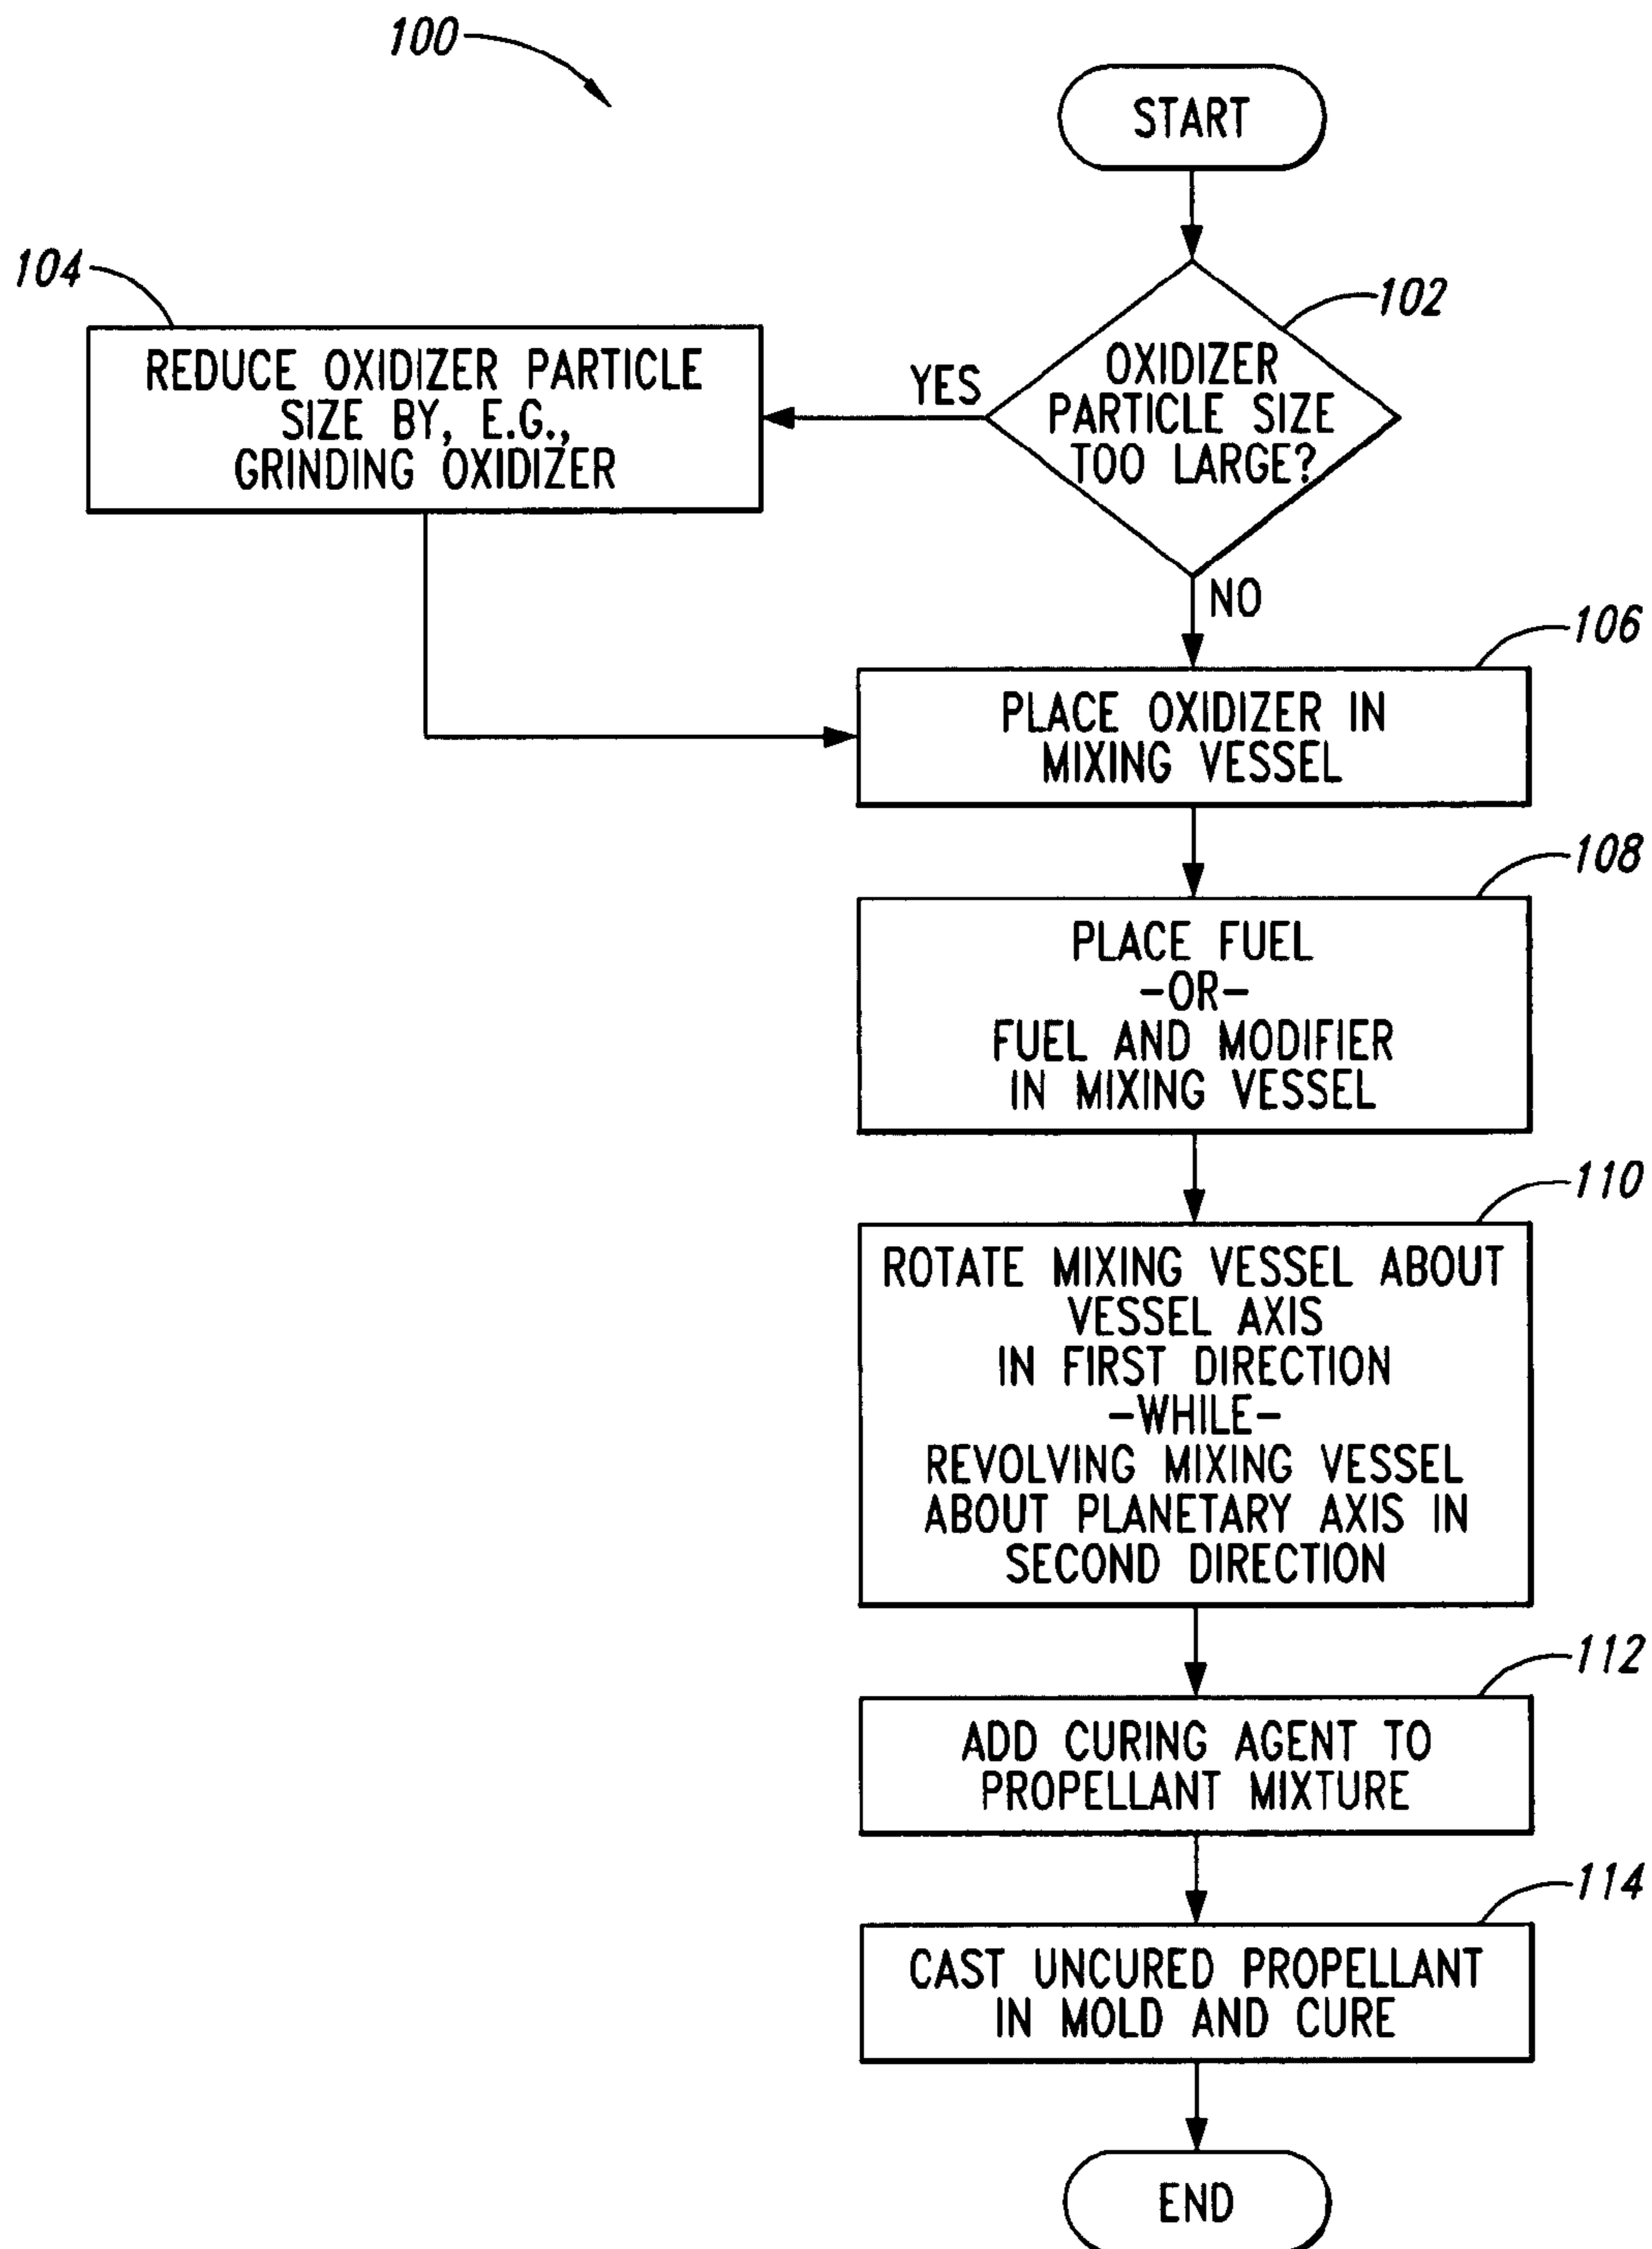 100
START
104
102
REDUCE OXIDIZER PARTICLE
SIZE BY, E.G.,
GRINDING OXIDIZER
YES
OXIDIZER
PARTICLE SIZE
TOO LARGE?
NO
106
PLACE OXIDIZER IN
MIXING VESSEL
108
PLACE FUEL
-OR-
FUEL AND MODIFIER
IN MIXING VESSEL
110
ROTATE MIXING VESSEL ABOUT
VESSEL AXIS
IN FIRST DIRECTION
-WHILE-
REVOLVING MIXING VESSEL
ABOUT PLANETARY AXIS IN
SECOND DIRECTION
112
ADD CURING AGENT TO
PROPELLANT MIXTURE
114
CAST UNCURED PROPELLANT
IN MOLD AND CURE
END